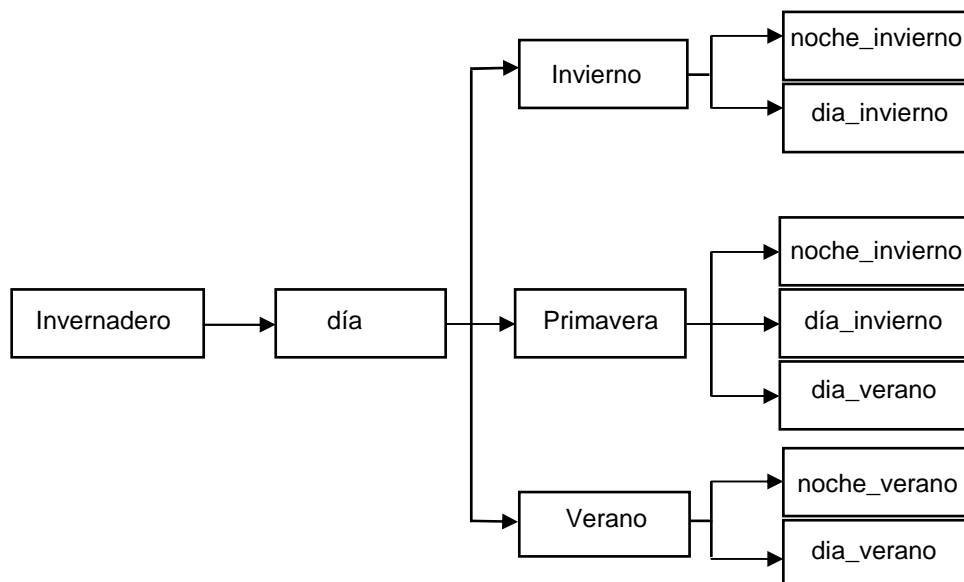 noche_invierno
Invierno
dia_invierno
noche_invierno
Invernadero
día
Primavera
día_invierno
dia_verano
noche_verano
Verano
dia_verano